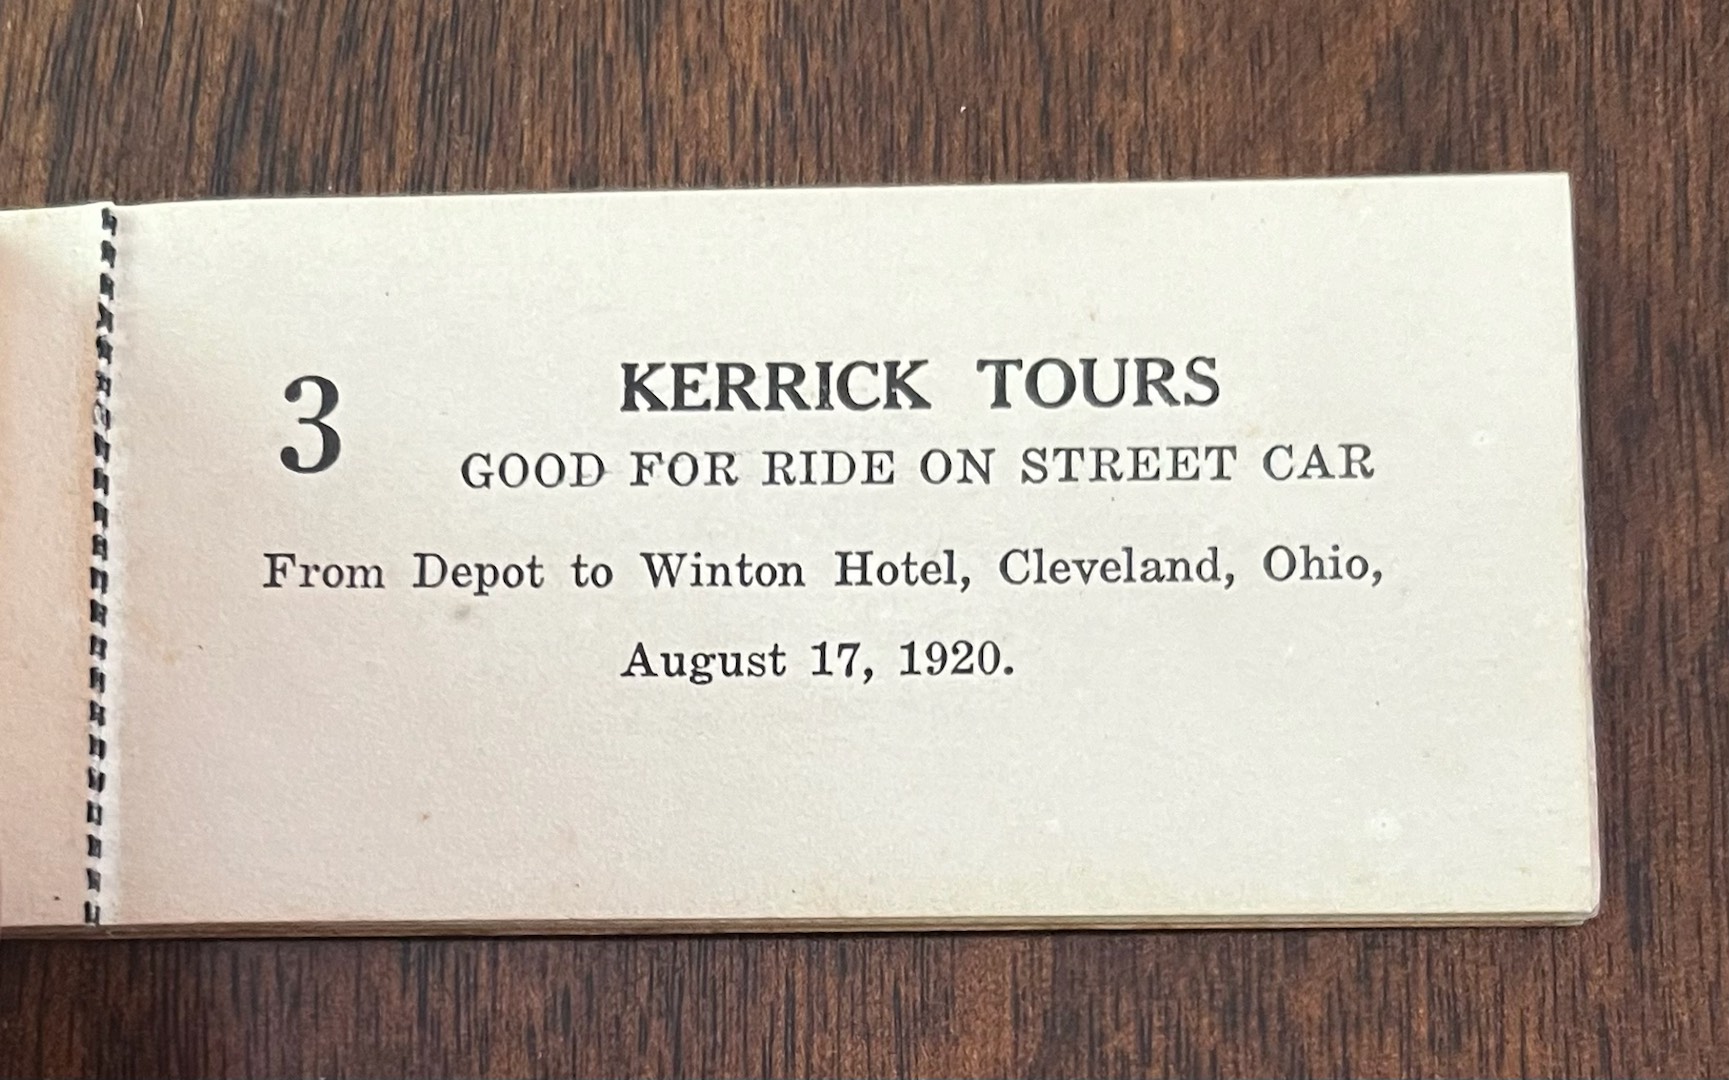 3
KERRICK TOURS
GOOD FOR RIDE ON STREET CAR
From Depot to Winton Hotel, Cleveland, Ohio,
August 17, 1920.